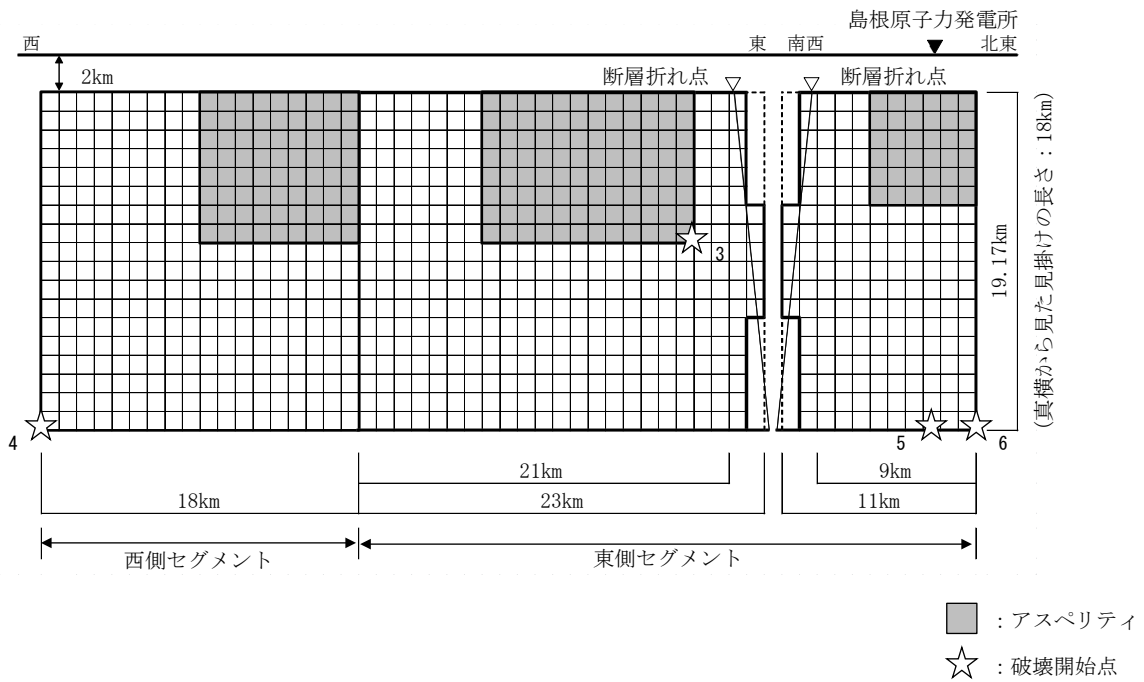 島根原子力発電所
西
東
南西
北東
2km
断層折れ点
断層折れ点
3
19.17km
(真横から見た見掛けの長さ：18km)
4
5
6
21km
9km
18km
23km
11km
西側セグメント
東側セグメント
：アスペリティ
：破壊開始点